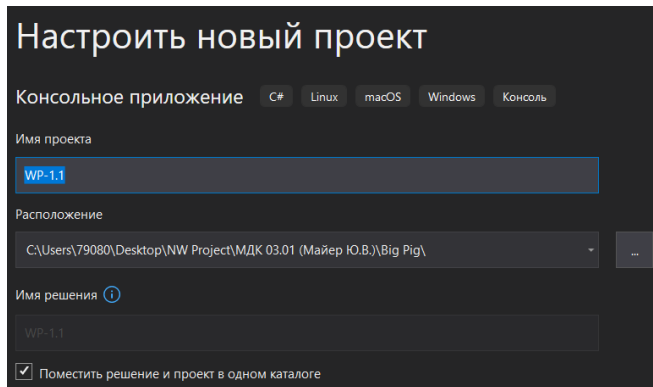 Настроить новый проект
Консольное приложение C# Linux macOS Windows Консоль
Имя проекта
WP-1.1
Расположение
C:\Users\79080\Desktop\NW Project\МДК 03.01 (Майер Ю.В.)\Big Pig\ ...
Имя решения
WP-1.1
Поместить решение и проект в одном каталоге